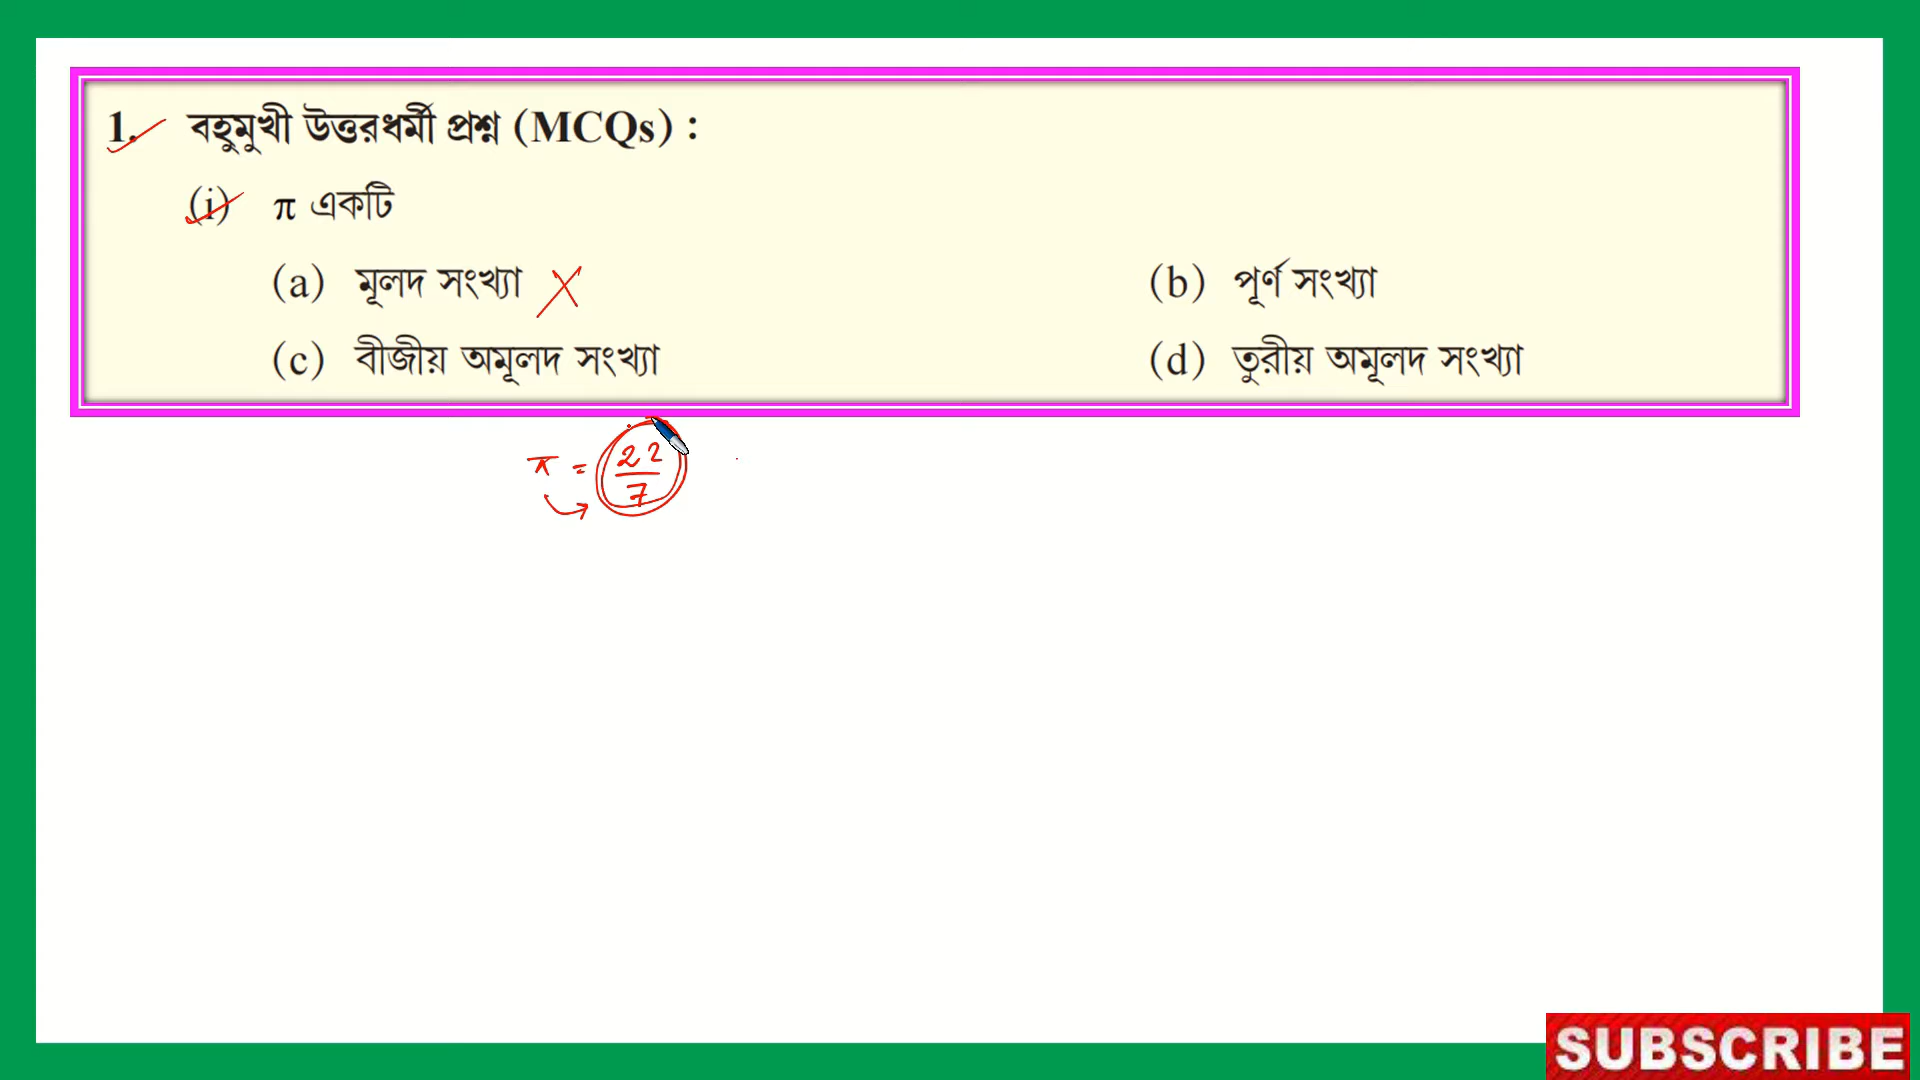 1. বহুমুখী উত্তরধর্মী প্রশ্ন (MCQs) :
(i) π একটি
(a) মূলদ সংখ্যা
(b) পূর্ণ সংখ্যা
(c) বীজীয় অমূলদ সংখ্যা
(d) তুরীয় অমূলদ সংখ্যা
π = 22/7
SUBSCRIBE